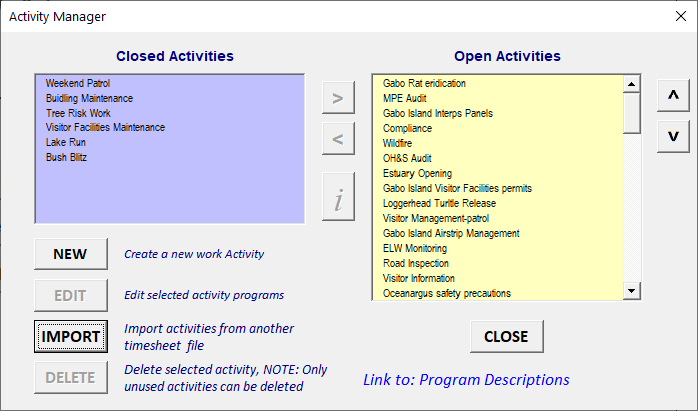 Activity Manager
Closed Activities
Weekend Patrol
Buidling Maintenance
Tree Risk Work
Visitor Facilities Maintenance
Lake Run
Bush Blitz
>
<
i
Open Activities
Gabo Rat eridication
MPE Audit
Gabo Island Interps Panels
Compliance
Wildfire
OH&S Audit
Estuary Opening
Gabo Island Visitor Facilities permits
Loggerhead Turtle Release
Visitor Management-patrol
Gabo Island Airstrip Management
ELW Monitoring
Road Inspection
Visitor Information
Oceanargus safety precautions
NEW
Create a new work Activity
EDIT
Edit selected activity programs
IMPORT
Import activities from another
timesheet file
DELETE
Delete selected activity, NOTE: Only
unused activities can be deleted
CLOSE
Link to: Program Descriptions